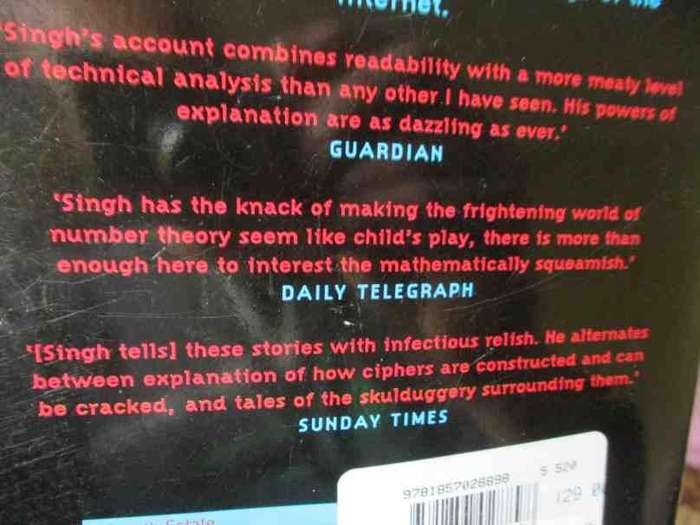 Internet.
'Singh's account combines readability with a more meaty level
of technical analysis than any other I have seen. His powers of
explanation are as dazzling as ever.'
GUARDIAN
'Singh has the knack of making the frightening world of
number theory seem like child's play, there is more than
enough here to interest the mathematically squeamish.'
DAILY TELEGRAPH
'[Singh tells] these stories with infectious relish. He alternates
between explanation of how ciphers are constructed and can
be cracked, and tales of the skulduggery surrounding them.'
SUNDAY TIMES
9781857028898 S 520
129